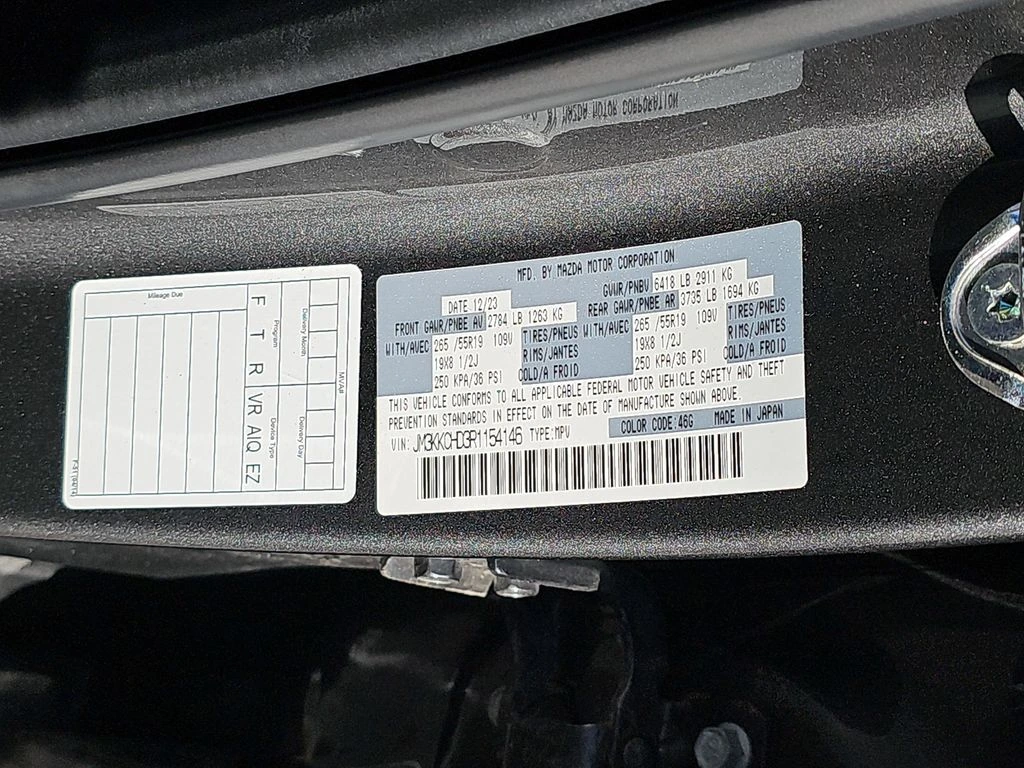 MFD. BY MAZDA MOTOR CORPORATION
DATE 12/23
GVWR/PNBV 6418 LB 2911 KG
FRONT GAWR/PNBE AV 2784 LB 1263 KG
REAR GAWR/PNBE AR 3735 LB 1694 KG
WITH/AVEC 265 /55R19 109V TIRES/PNEUS
WITH/AVEC 265 /55R19 109V TIRES/PNEUS
19X8 1/2J RIMS/JANTES
19X8 1/2J RIMS/JANTES
250 KPA/36 PSI COLD/A FROID
250 KPA/36 PSI COLD/A FROID
THIS VEHICLE CONFORMS TO ALL APPLICABLE FEDERAL MOTOR VEHICLE SAFETY AND THEFT
PREVENTION STANDARDS IN EFFECT ON THE DATE OF MANUFACTURE SHOWN ABOVE.
VIN: JM3KKCHD3R1154146 TYPE:MPV
COLOR CODE:46G MADE IN JAPAN
MVA#
Delivery Month
Delivery Day
Program
Device Type
F T R VR AIQ EZ
Mileage Due
MAZDA MOTOR CORPORATION